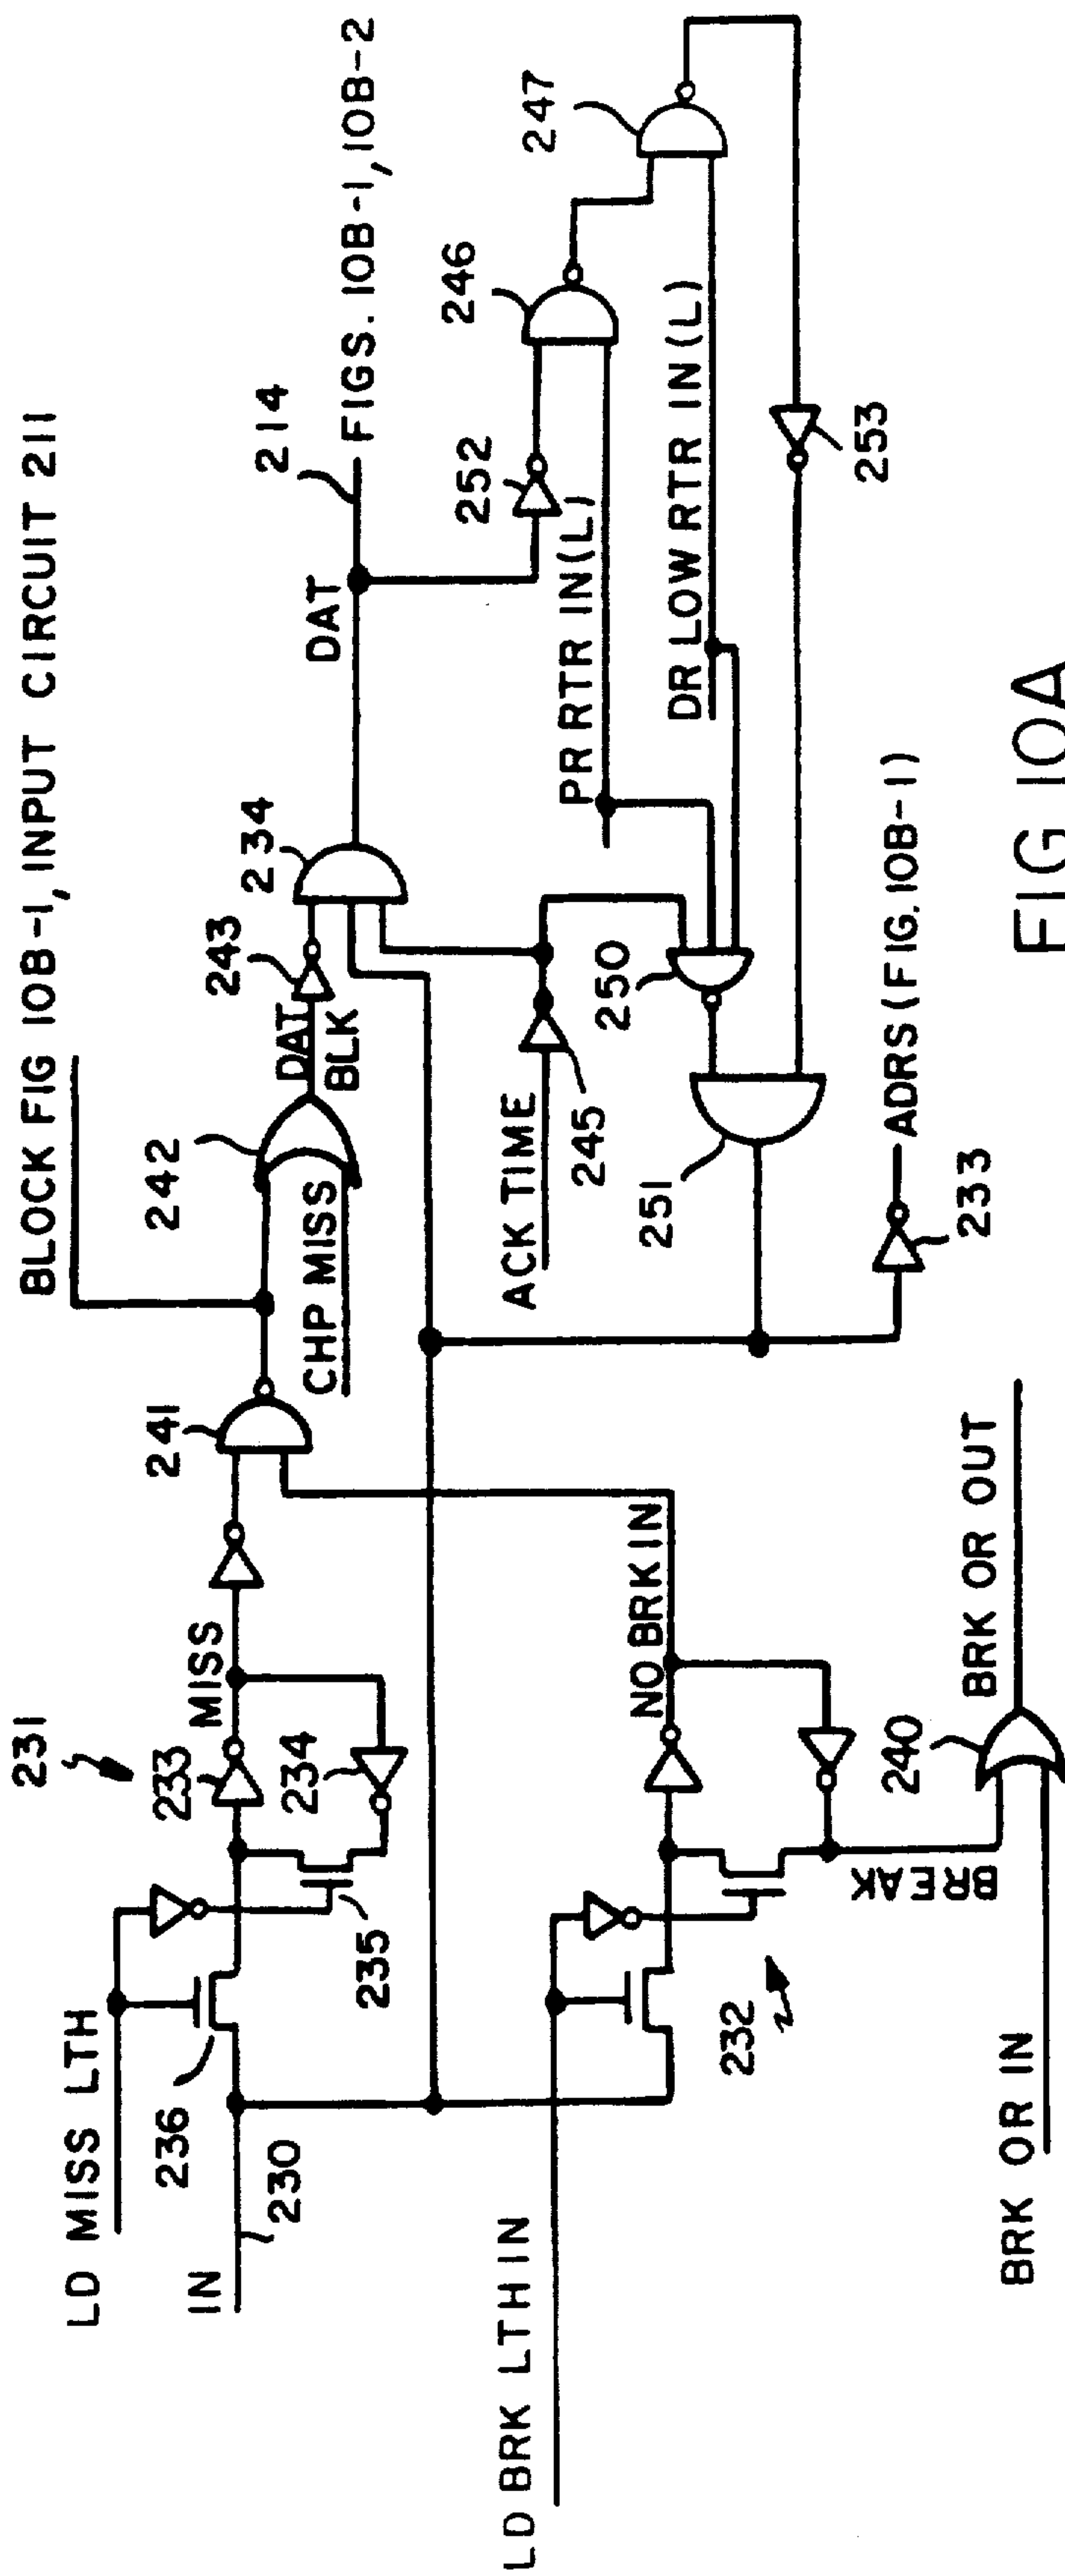 BLOCK FIG 10B-1, INPUT CIRCUIT 211
231
LD MISS LTH
236
IN
230
233
MISS
234
235
241
242
CHP MISS
DAT
BLK
243
234
DAT
214
FIGS. 10B-1, 10B-2
252
246
247
PR RTR IN(L)
DR LOW RTR IN(L)
253
ACK TIME
245
250
251
233
ADRS (FIG. 10B-1)
LD BRK LTH IN
NO BRK IN
232
BREAK
240
BRK OR OUT
BRK OR IN
FIG 10A